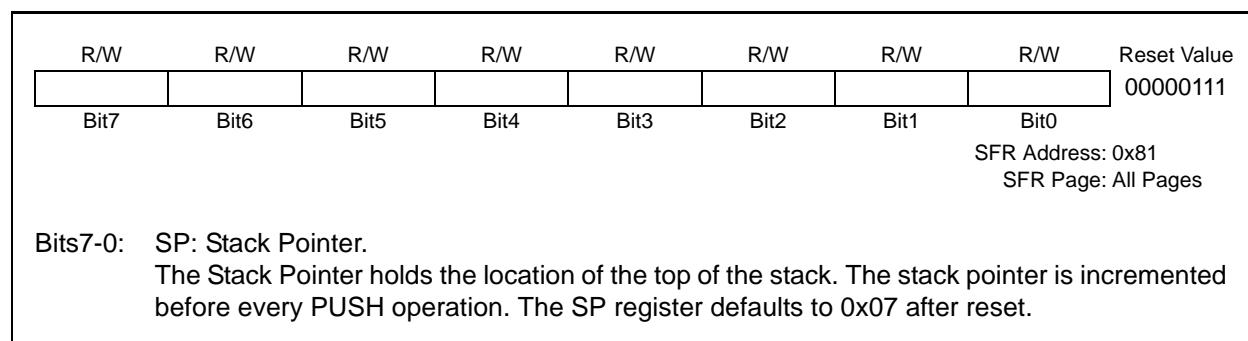 R/W R/W R/W R/W R/W R/W R/W R/W Reset Value
00000111
Bit7 Bit6 Bit5 Bit4 Bit3 Bit2 Bit1 Bit0
SFR Address: 0x81
SFR Page: All Pages
Bits7-0: SP: Stack Pointer.
The Stack Pointer holds the location of the top of the stack. The stack pointer is incremented
before every PUSH operation. The SP register defaults to 0x07 after reset.